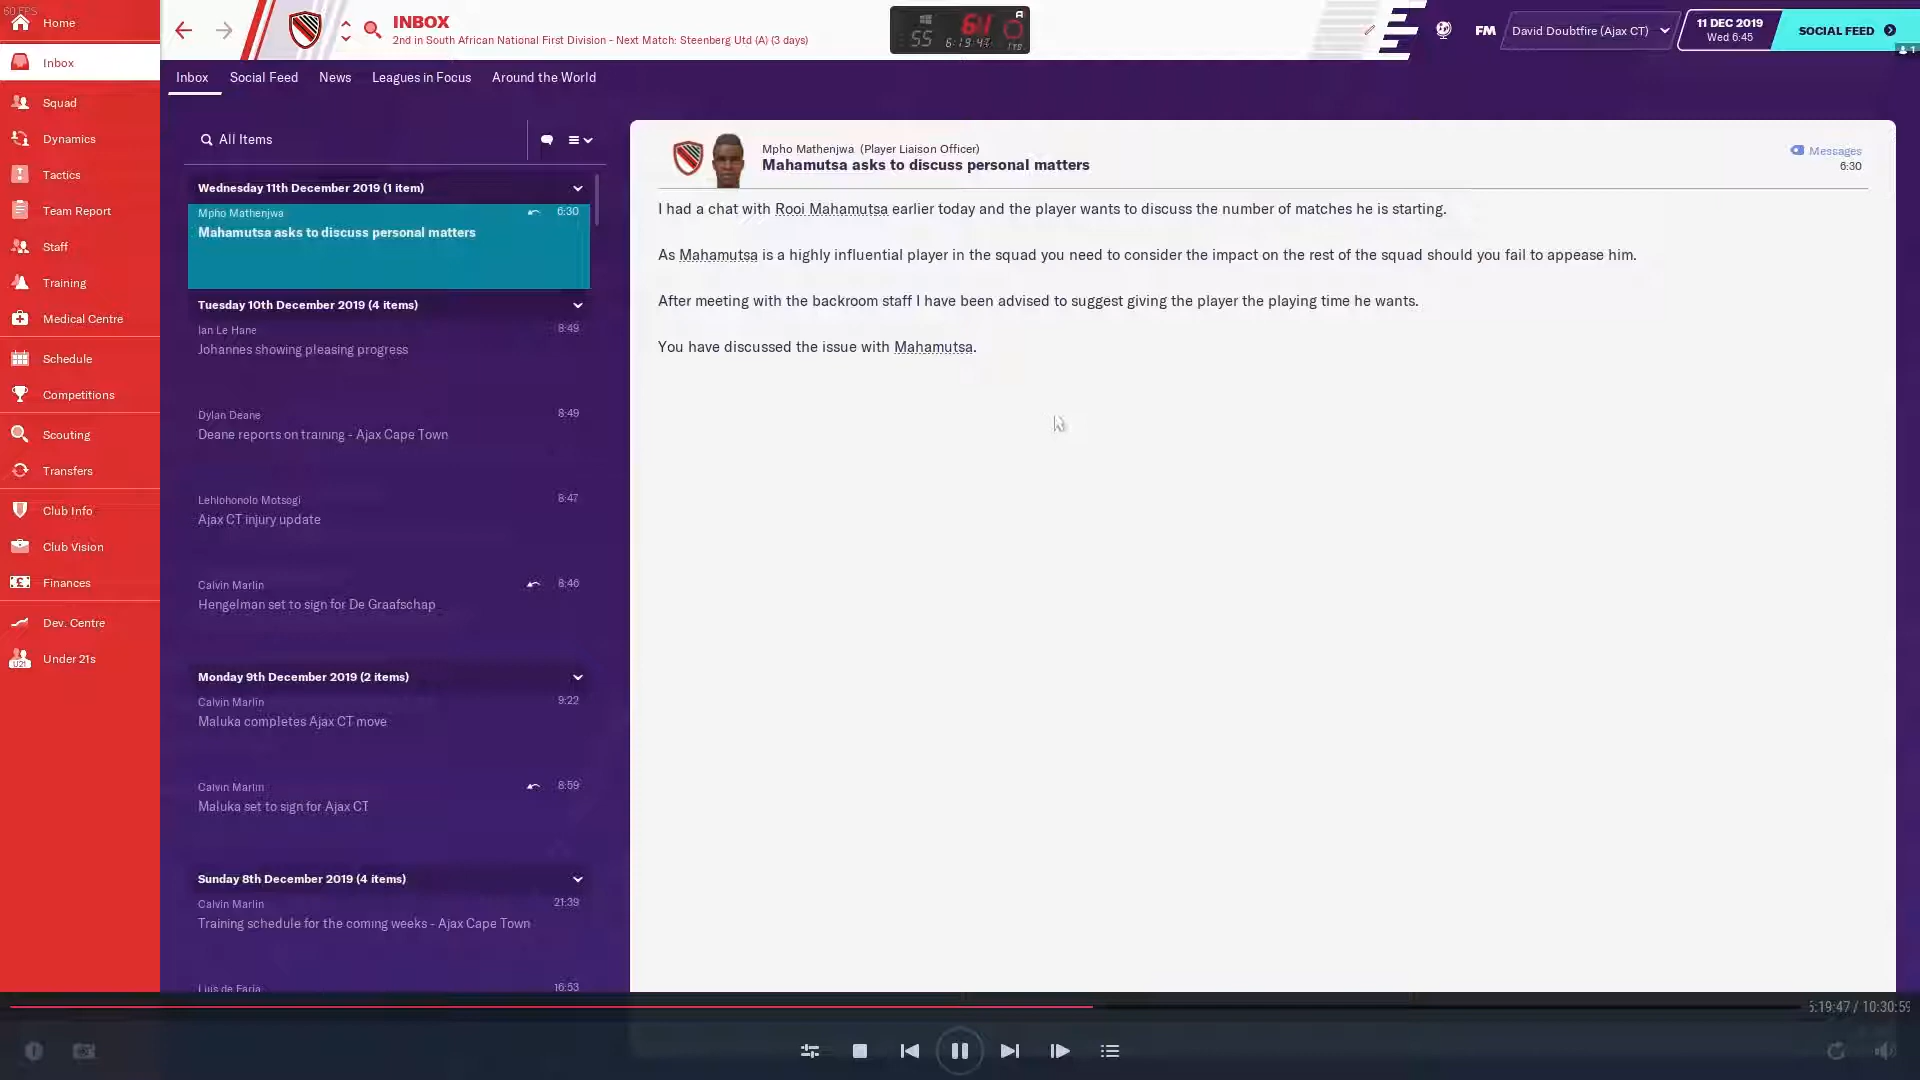 60 FPS
Home
Inbox
Squad
Dynamics
Tactics
Team Report
Staff
Training
Medical Centre
Schedule
Competitions
Scouting
Transfers
Club Info
Club Vision
Finances
Dev. Centre
U21
Under 21s
INBOX
2nd in South African National First Division - Next Match: Steenberg Utd (A) (3 days)
55
61
FM
David Doubtfire (Ajax CT)
11 DEC 2019
Wed 6:45
SOCIAL FEED
1
Inbox
Social Feed
News
Leagues in Focus
Around the World
All Items
Wednesday 11th December 2019 (1 item)
Mpho Mathenjwa
6:30
Mahamutsa asks to discuss personal matters
Tuesday 10th December 2019 (4 items)
Ian Le Hane
8:49
Johannes showing pleasing progress
Dylan Deane
8:49
Deane reports on training - Ajax Cape Town
Lehlohonolo Motsogi
8:47
Ajax CT injury update
Calvin Marlin
8:46
Hengelman set to sign for De Graafschap
Monday 9th December 2019 (2 items)
Calvin Marlin
9:22
Maluka completes Ajax CT move
Calvin Marlin
8:59
Maluka set to sign for Ajax CT
Sunday 8th December 2019 (4 items)
Calvin Marlin
21:39
Training schedule for the coming weeks - Ajax Cape Town
Luis de Faria
16:53
Mpho Mathenjwa (Player Liaison Officer)
Mahamutsa asks to discuss personal matters
Messages
6:30
I had a chat with Rooi Mahamutsa earlier today and the player wants to discuss the number of matches he is starting.
As Mahamutsa is a highly influential player in the squad you need to consider the impact on the rest of the squad should you fail to appease him.
After meeting with the backroom staff I have been advised to suggest giving the player the playing time he wants.
You have discussed the issue with Mahamutsa.
/ 10:30:59